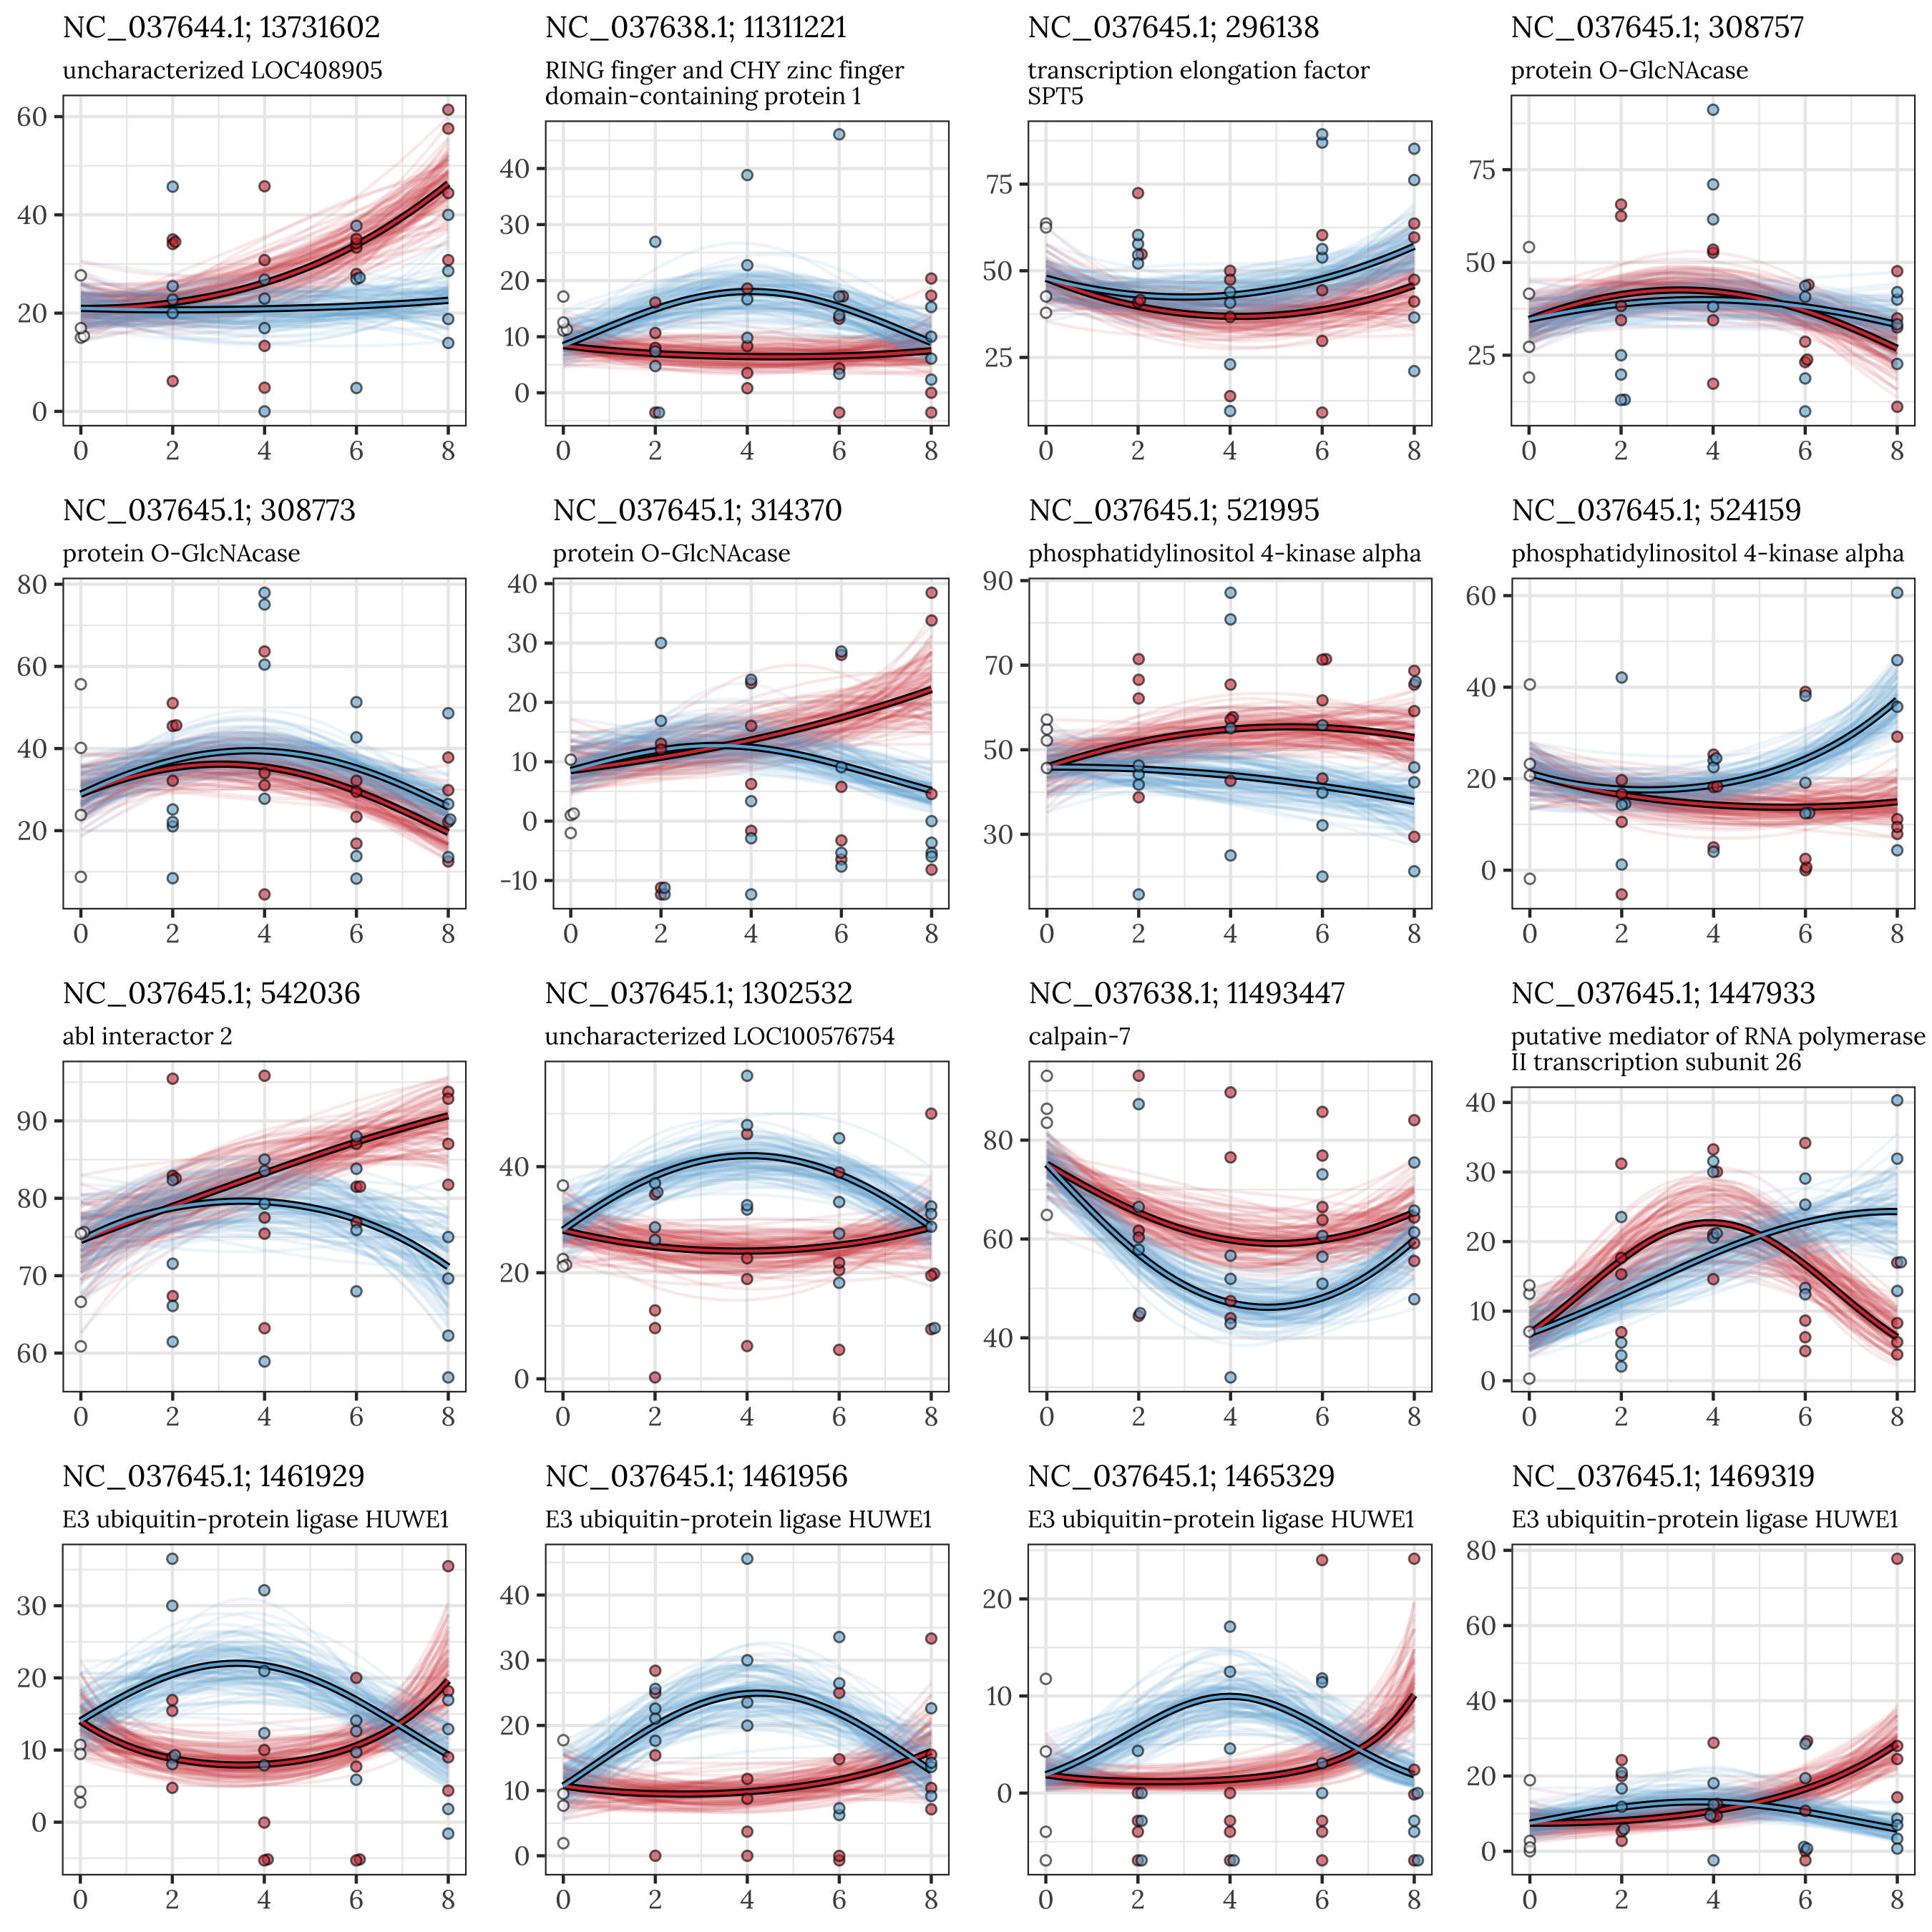 NC_037644.1; 13731602
uncharacterized LOC408905
60
40
20
0
0 2 4 6 8
NC_037638.1; 11311221
RING finger and CHY zinc finger
domain-containing protein 1
40
30
20
10
0
0 2 4 6 8
NC_037645.1; 296138
transcription elongation factor
SPT5
75
50
25
0 2 4 6 8
NC_037645.1; 308757
protein O-GlcNAcase
75
50
25
0 2 4 6 8
NC_037645.1; 308773
protein O-GlcNAcase
80
60
40
20
0 2 4 6 8
NC_037645.1; 314370
protein O-GlcNAcase
40
30
20
10
0
-10
0 2 4 6 8
NC_037645.1; 521995
phosphatidylinositol 4-kinase alpha
90
70
50
30
0 2 4 6 8
NC_037645.1; 524159
phosphatidylinositol 4-kinase alpha
60
40
20
0
0 2 4 6 8
NC_037645.1; 542036
abl interactor 2
90
80
70
60
0 2 4 6 8
NC_037645.1; 1302532
uncharacterized LOC100576754
40
20
0
0 2 4 6 8
NC_037638.1; 11493447
calpain-7
80
60
40
0 2 4 6 8
NC_037645.1; 1447933
putative mediator of RNA polymerase
II transcription subunit 26
40
30
20
10
0
0 2 4 6 8
NC_037645.1; 1461929
E3 ubiquitin-protein ligase HUWE1
30
20
10
0
0 2 4 6 8
NC_037645.1; 1461956
E3 ubiquitin-protein ligase HUWE1
40
30
20
10
0
0 2 4 6 8
NC_037645.1; 1465329
E3 ubiquitin-protein ligase HUWE1
20
10
0
0 2 4 6 8
NC_037645.1; 1469319
E3 ubiquitin-protein ligase HUWE1
80
60
40
20
0
0 2 4 6 8